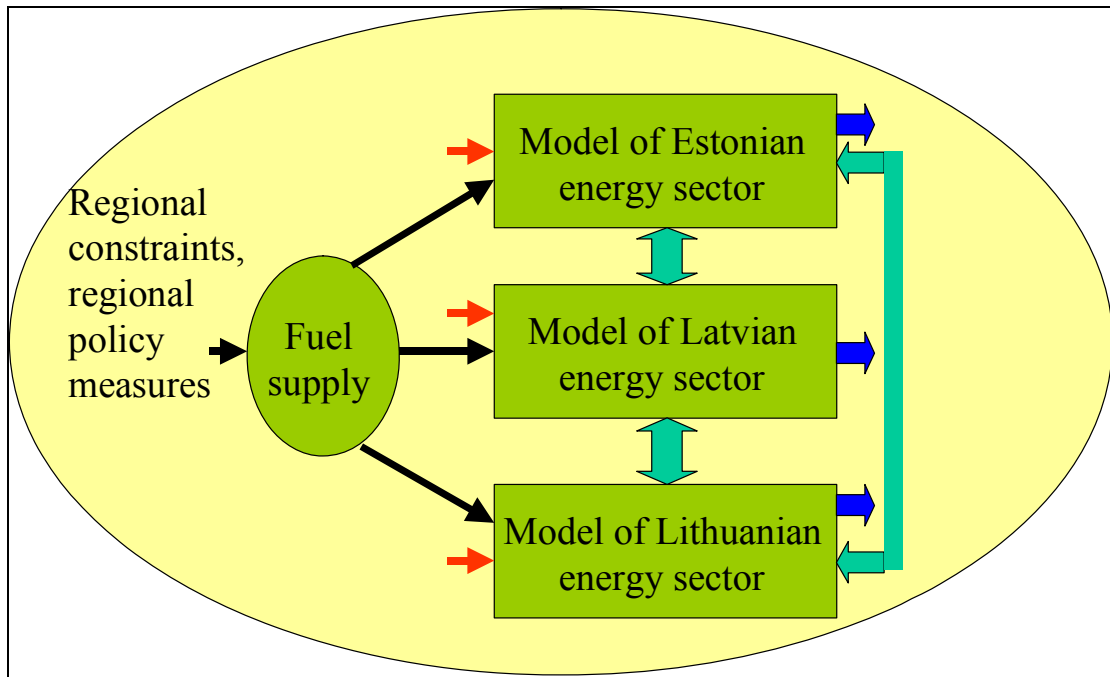 Regional
constraints,
regional
policy
measures
Fuel
supply
Model of Estonian
energy sector
Model of Latvian
energy sector
Model of Lithuanian
energy sector